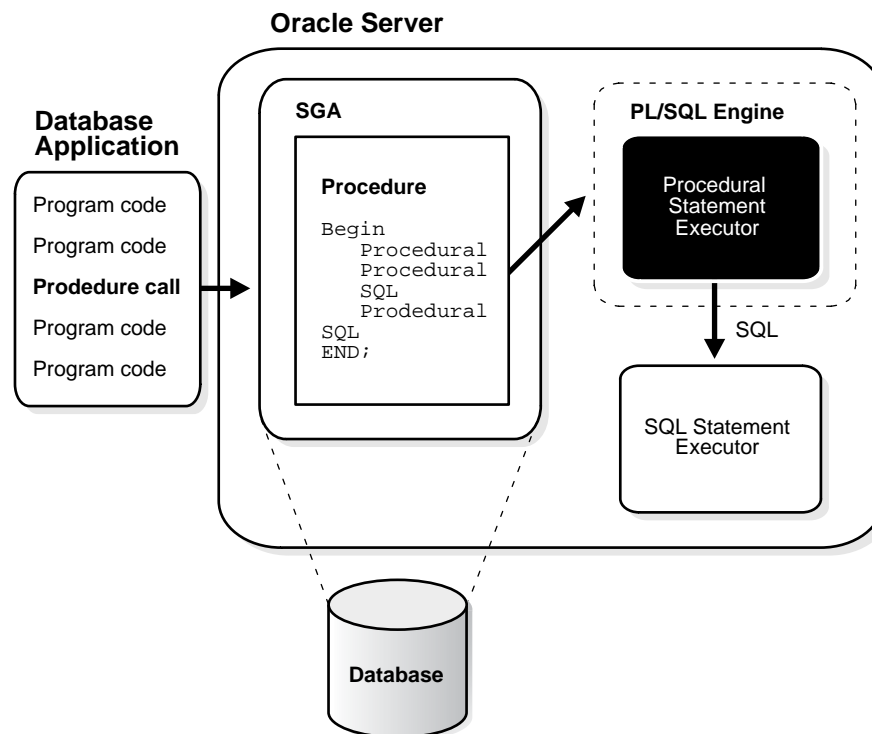 Oracle Server
Database
Application
Program code
Program code
Prodedure call
Program code
Program code
SGA
Procedure
Begin
Procedural
Procedural
SQL
Prodedural
SQL
END;
PL/SQL Engine
Procedural
Statement
Executor
SQL
SQL Statement
Executor
Database